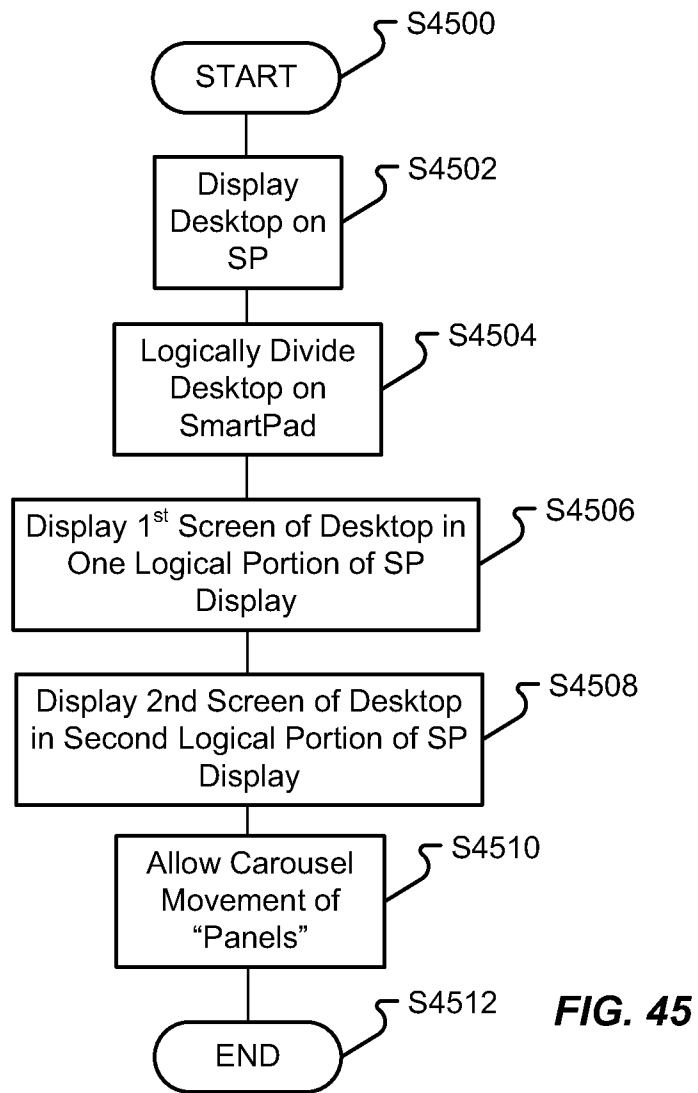 S4500
START
S4502
Display
Desktop on
SP
S4504
Logically Divide
Desktop on
SmartPad
S4506
Display 1st Screen of Desktop in
One Logical Portion of SP
Display
S4508
Display 2nd Screen of Desktop
in Second Logical Portion of SP
Display
S4510
Allow Carousel
Movement of
“Panels”
S4512
END
FIG. 45